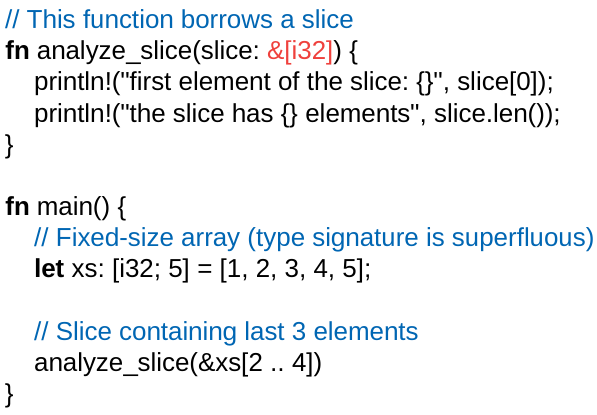 // This function borrows a slice
fn analyze_slice(slice: &[i32]) {
    println!("first element of the slice: {}", slice[0]);
    println!("the slice has {} elements", slice.len());
}

fn main() {
    // Fixed-size array (type signature is superfluous)
    let xs: [i32; 5] = [1, 2, 3, 4, 5];

    // Slice containing last 3 elements
    analyze_slice(&xs[2 .. 4])
}